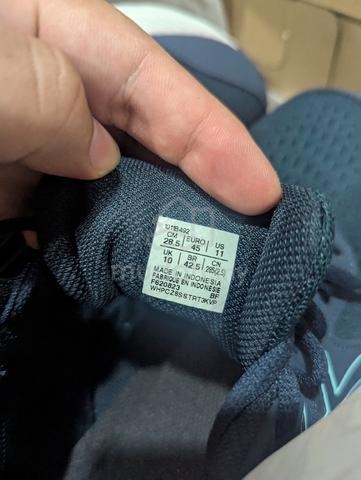 1011B492
CM EURO US
28.5 45 11
UK BR CN
10 42.5 285(2.5)
MADE IN INDONESIA
FABRIQUE EN INDONESIE
F620823 BF
WHPCZ8SSTRT3KVP